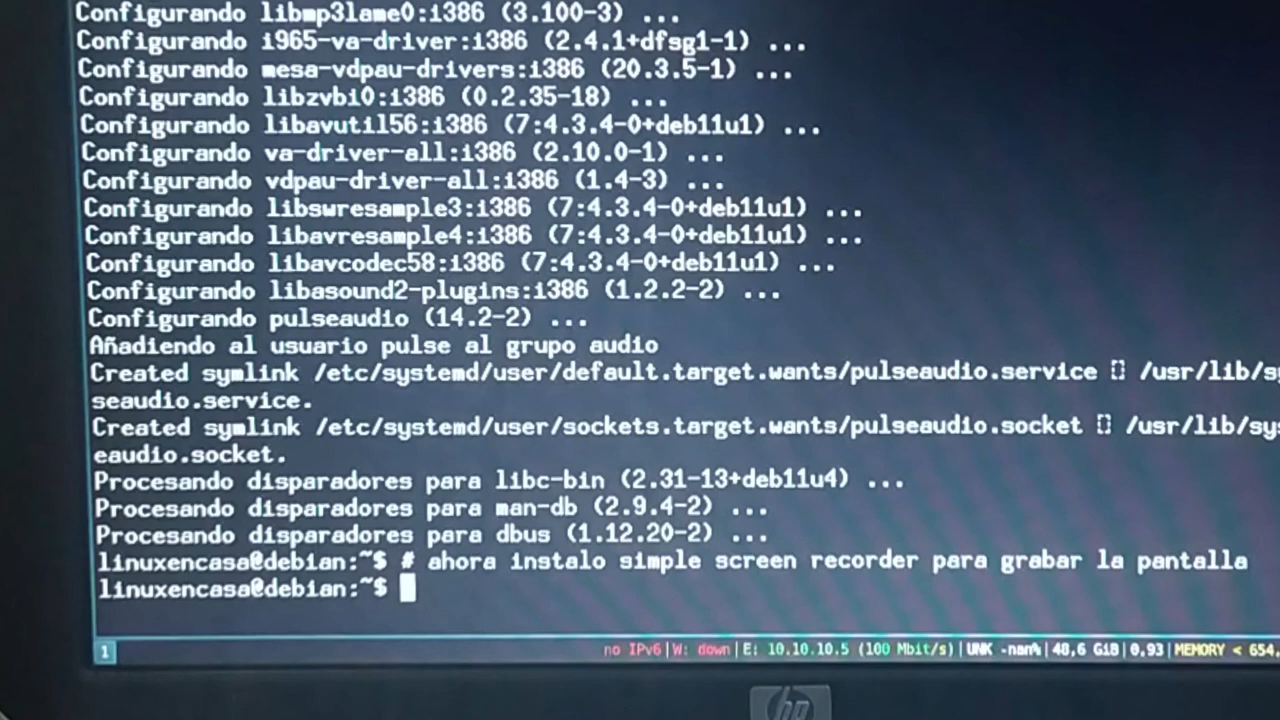 Configurando libmp3lame0:i386 (3.100-3) ...
Configurando i965-va-driver:i386 (2.4.1+dfsg1-1) ...
Configurando mesa-vdpau-drivers:i386 (20.3.5-1) ...
Configurando libzvbi0:i386 (0.2.35-18) ...
Configurando libavutil56:i386 (7:4.3.4-0+deb11u1) ...
Configurando va-driver-all:i386 (2.10.0-1) ...
Configurando vdpau-driver-all:i386 (1.4-3) ...
Configurando libswresample3:i386 (7:4.3.4-0+deb11u1) ...
Configurando libavresample4:i386 (7:4.3.4-0+deb11u1) ...
Configurando libavcodec58:i386 (7:4.3.4-0+deb11u1) ...
Configurando libasound2-plugins:i386 (1.2.2-2) ...
Configurando pulseaudio (14.2-2) ...
Añadiendo al usuario pulse al grupo audio
Created symlink /etc/systemd/user/default.target.wants/pulseaudio.service /usr/lib/sy
seaudio.service.
Created symlink /etc/systemd/user/sockets.target.wants/pulseaudio.socket /usr/lib/sys
eaudio.socket.
Procesando disparadores para libc-bin (2.31-13+deb11u4) ...
Procesando disparadores para man-db (2.9.4-2) ...
Procesando disparadores para dbus (1.12.20-2) ...
linuxencasa@debian:~$ # ahora instalo simple screen recorder para grabar la pantalla
linuxencasa@debian:~$
1 no IPv6|W: down|E: 10.10.10.5 (100 Mbit/s)|UNK -nan%|48,6 GiB|0,93|MEMORY < 654,
hp